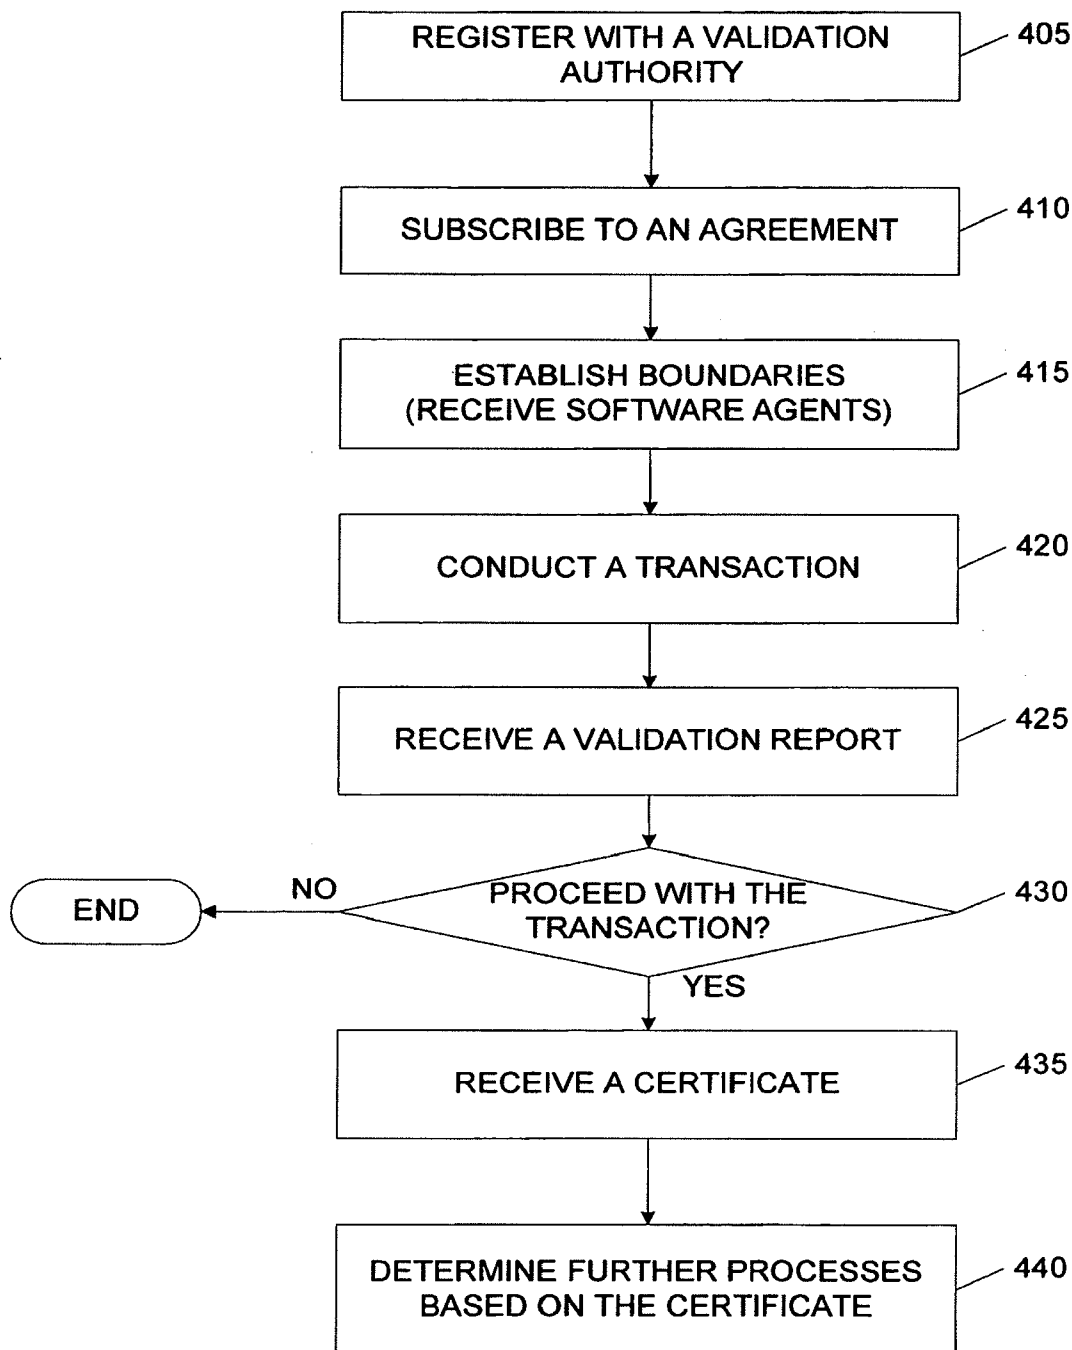 REGISTER WITH A VALIDATION
AUTHORITY
405
SUBSCRIBE TO AN AGREEMENT
410
ESTABLISH BOUNDARIES
(RECEIVE SOFTWARE AGENTS)
415
CONDUCT A TRANSACTION
420
RECEIVE A VALIDATION REPORT
425
PROCEED WITH THE
TRANSACTION?
430
NO
END
YES
RECEIVE A CERTIFICATE
435
DETERMINE FURTHER PROCESSES
BASED ON THE CERTIFICATE
440